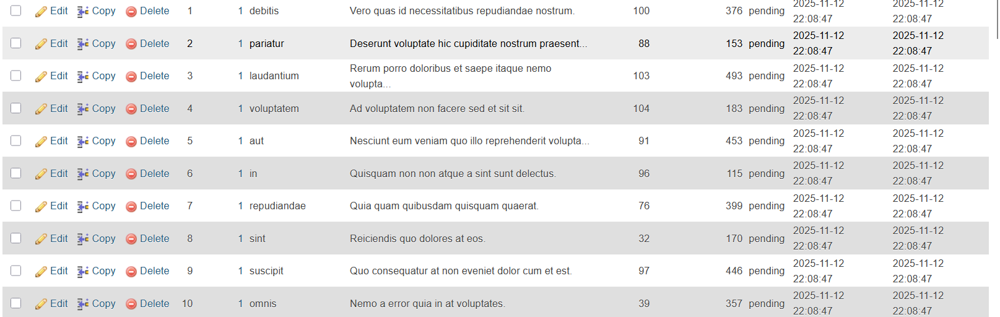 Edit Copy Delete 1 1 debitis Vero quas id necessitatibus repudiandae nostrum. 100 376 pending 2025-11-12 22:08:47 2025-11-12 22:08:47
Edit Copy Delete 2 1 pariatur Deserunt voluptate hic cupiditate nostrum praesent... 88 153 pending 2025-11-12 22:08:47 2025-11-12 22:08:47
Edit Copy Delete 3 1 laudantium Rerum porro doloribus et saepe itaque nemo volupta... 103 493 pending 2025-11-12 22:08:47 2025-11-12 22:08:47
Edit Copy Delete 4 1 voluptatem Ad voluptatem non facere sed et sit sit. 104 183 pending 2025-11-12 22:08:47 2025-11-12 22:08:47
Edit Copy Delete 5 1 aut Nesciunt eum veniam quo illo reprehenderit volupta... 91 453 pending 2025-11-12 22:08:47 2025-11-12 22:08:47
Edit Copy Delete 6 1 in Quisquam non non atque a sint sunt delectus. 96 115 pending 2025-11-12 22:08:47 2025-11-12 22:08:47
Edit Copy Delete 7 1 repudiandae Quia quam quibusdam quisquam quaerat. 76 399 pending 2025-11-12 22:08:47 2025-11-12 22:08:47
Edit Copy Delete 8 1 sint Reiciendis quo dolores at eos. 32 170 pending 2025-11-12 22:08:47 2025-11-12 22:08:47
Edit Copy Delete 9 1 suscipit Quo consequatur at non eveniet dolor cum et est. 97 446 pending 2025-11-12 22:08:47 2025-11-12 22:08:47
Edit Copy Delete 10 1 omnis Nemo a error quia in at voluptates. 39 357 pending 2025-11-12 22:08:47 2025-11-12 22:08:47